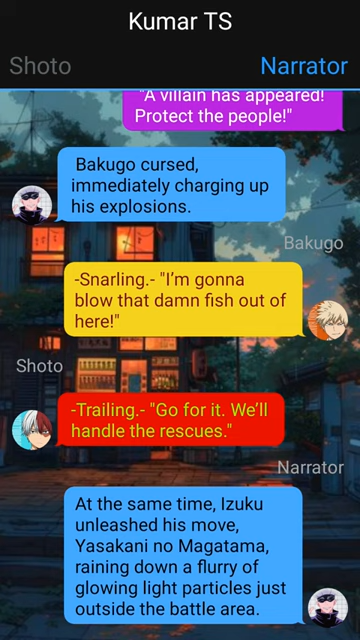 Kumar TS
Shoto
Narrator
"A villain has appeared!
Protect the people!"
Bakugo cursed,
immediately charging up
his explosions.
Bakugo
-Snarling.- "I'm gonna
blow that damn fish out of
here!"
Shoto
-Trailing.- "Go for it. We'll
handle the rescues."
Narrator
At the same time, Izuku
unleashed his move,
Yasakani no Magatama,
raining down a flurry of
glowing light particles just
outside the battle area.